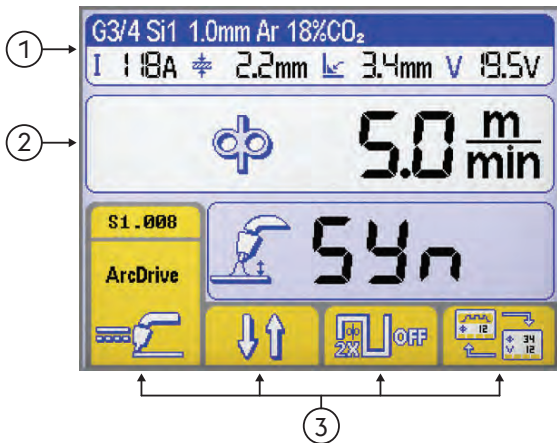 G3/4 Si1 1.0mm Ar 18%CO₂
I 118A 2.2mm 3.4mm V 19.5V
1
2
5.0 m/min
S1.008
ArcDrive
Syn
2X OFF
12
34
V 12
3